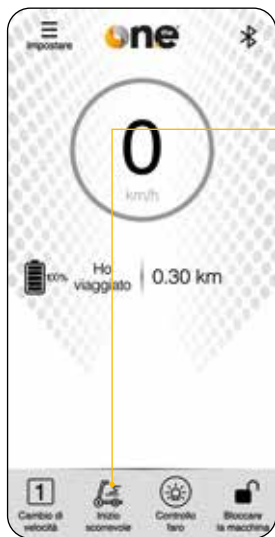 one
Impostare
0
km/h
100%
Ho
viaggiato
0.30 km
1
Cambio di
velocità
Inizio
scorrevole
Controllo
faro
Bloccare
la macchina